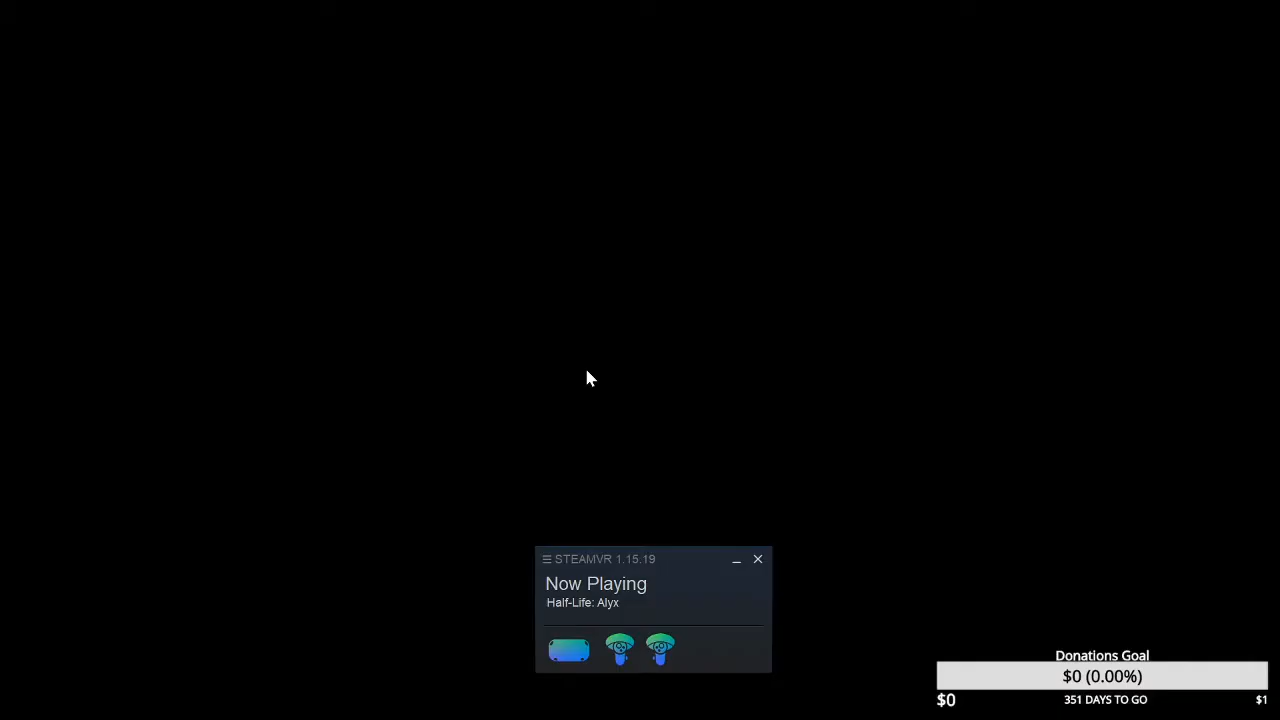 STEAMVR 1.15.19
Now Playing
Half-Life: Alyx
Donations Goal
$0 (0.00%)
$0 351 DAYS TO GO $1